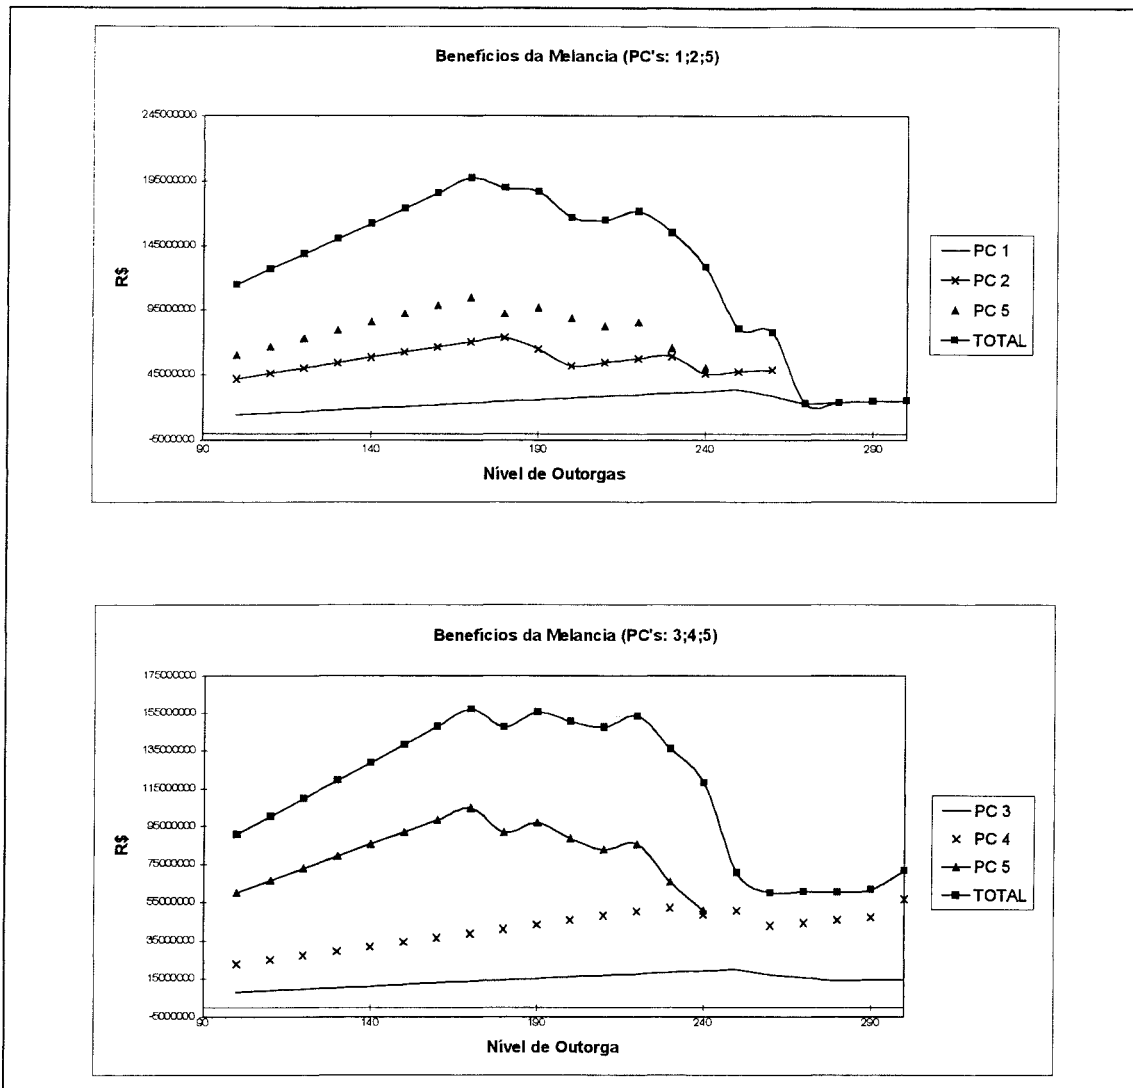 Beneficios da Melancia (PC's: 1;2;5)
245000000
195000000
145000000
95000000
45000000
-5000000
R$
90 140 190 240 290
Nível de Outorgas
PC 1
PC 2
PC 5
TOTAL
Beneficios da Melancia (PC's: 3;4;5)
175000000
155000000
135000000
115000000
95000000
75000000
55000000
35000000
15000000
-5000000
R$
90 140 190 240 290
Nível de Outorga
PC 3
PC 4
PC 5
TOTAL